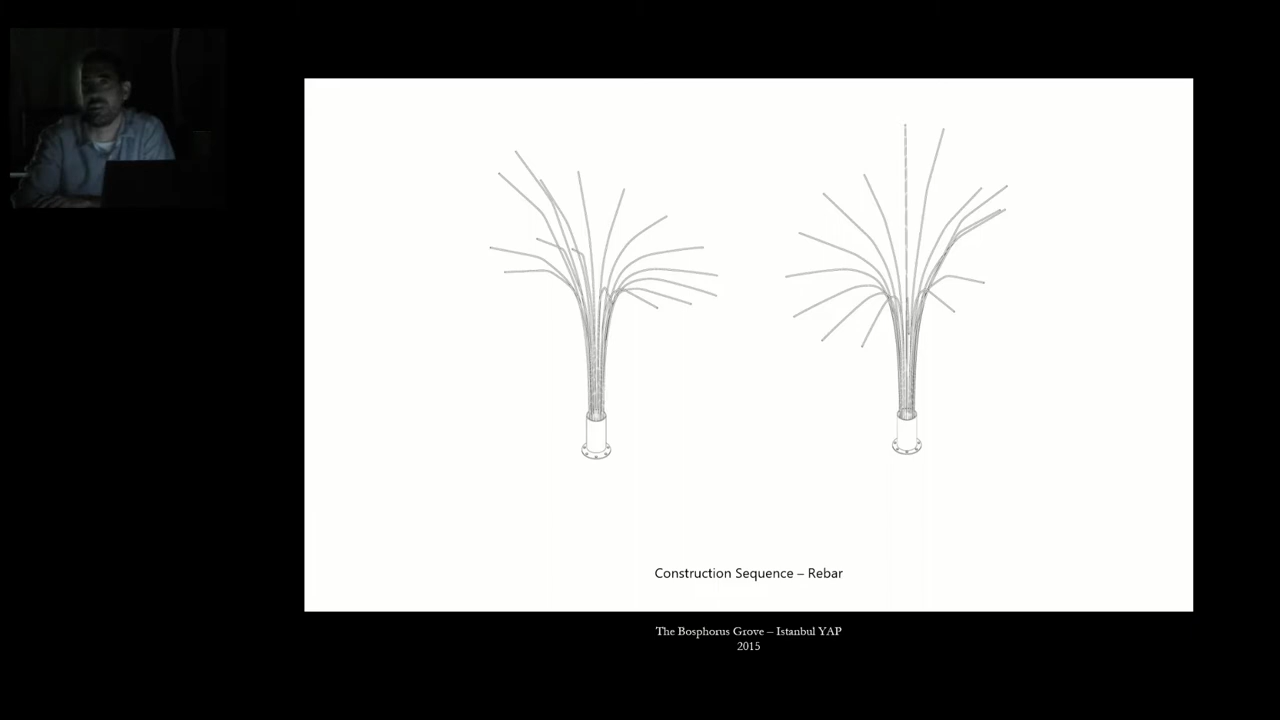 Construction Sequence – Rebar
The Bosphorus Grove – Istanbul YAP
2015